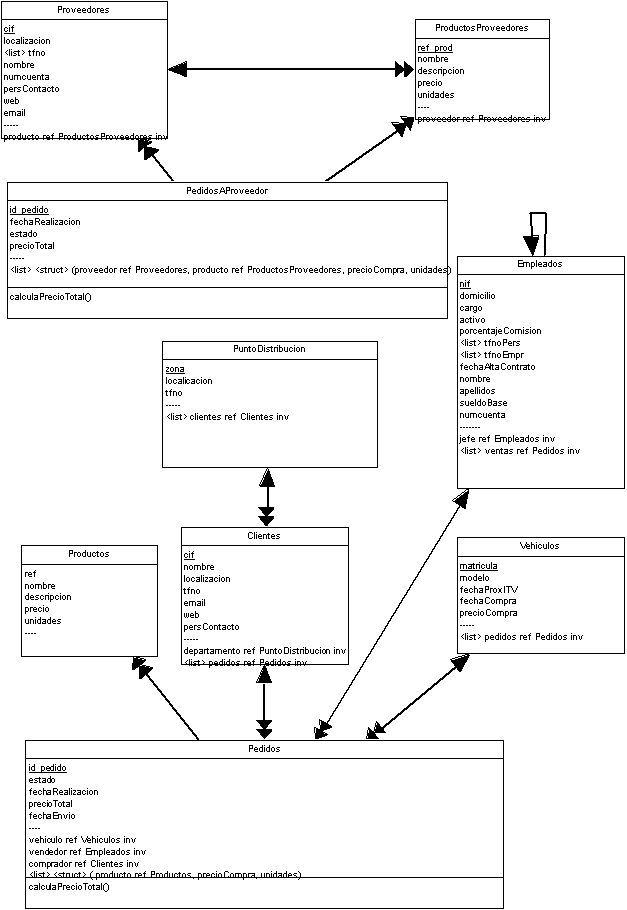 Proveedores
cif
localizacion
<list> tfno
nombre
numcuenta
persContacto
web
email
-----
producto ref ProductosProveedores inv
ProductosProveedores
ref_prod
nombre
descripcion
precio
unidades
----
proveedor ref Proveedores inv
PedidosAProveedor
id_pedido
fechaRealizacion
estado
precioTotal
-----
<list> <struct> (proveedor ref Proveedores, producto ref ProductosProveedores, precioCompra, unidades)
calculaPrecioTotal()
Empleados
nif
domicilio
cargo
activo
porcentajeComision
<list> tfnoPers
<list> tfnoEmpr
fechaAltaContrato
nombre
apellidos
sueldoBase
numcuenta
-------
jefe ref Empleados inv
<list> ventas ref Pedidos inv
PuntoDistribucion
zona
localicacion
tfno
-----
<list> clientes ref Clientes inv
Clientes
cif
nombre
localizacion
tfno
email
web
persContacto
-----
departamento ref PuntoDistribucion inv
<list> pedidos ref Pedidos inv
Productos
ref
nombre
descripcion
precio
unidades
----
Vehiculos
matricula
modelo
fechaProxITV
fechaCompra
precioCompra
-----
<list> pedidos ref Pedidos inv
Pedidos
id_pedido
estado
fechaRealizacion
precioTotal
fechaEnvio
----
vehiculo ref Vehiculos inv
vendedor ref Empleados inv
comprador ref Clientes inv
<list> <struct> ( producto ref Productos, precioCompra, unidades)
calculaPrecioTotal()